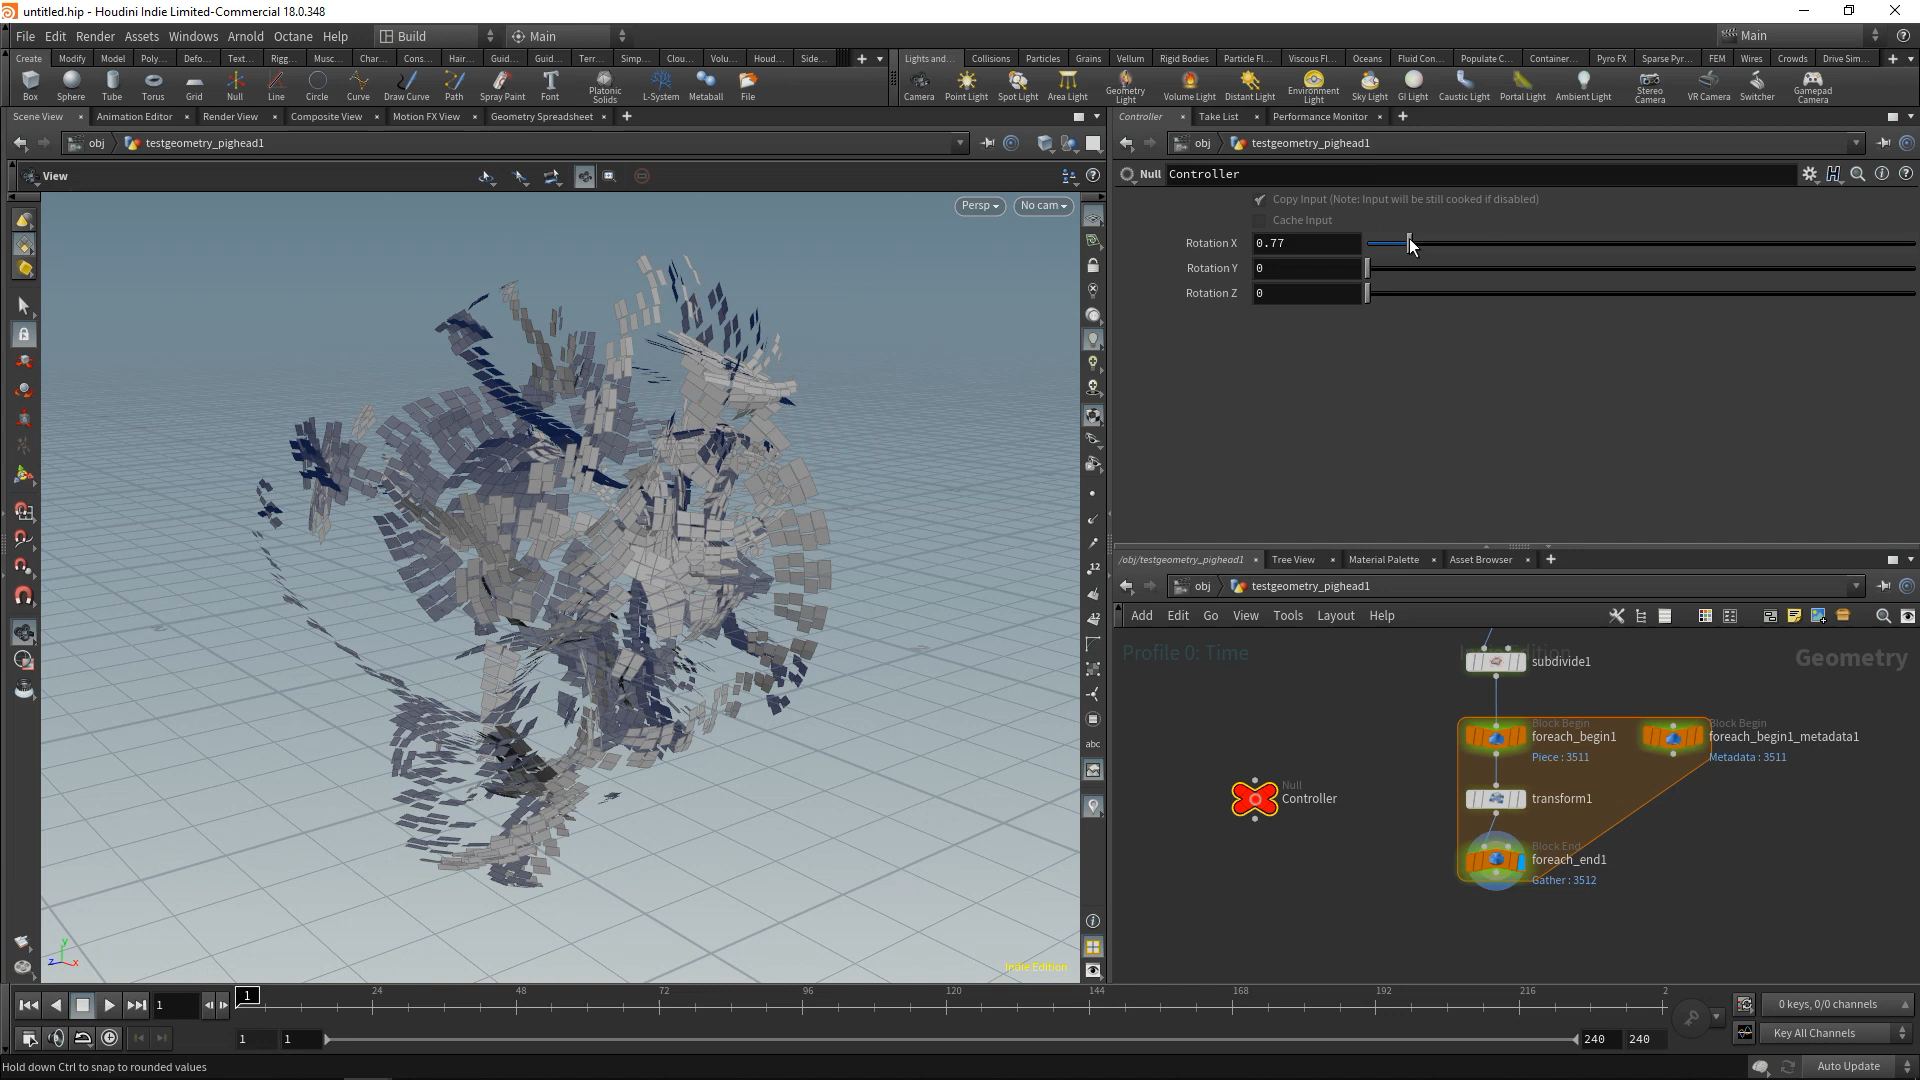 untitled.hip - Houdini Indie Limited-Commercial 18.0.348
File Edit Render Assets Windows Arnold Octane Help Build Main Main
Create Modify Model Poly... Defo... Text... Rigg... Musc... Char... Cons... Hair... Guid... Guid... Terr... Simp... Clou... Volu... Houd... Side...
Lights and... Collisions Particles Grains Vellum Rigid Bodies Particle Fl... Viscous Fl... Oceans Fluid Con... Populate C... Container... Pyro FX Sparse Pyr... FEM Wires Crowds Drive Sim...
Box Sphere Tube Torus Grid Null Line Circle Curve Draw Curve Path Spray Paint Font Platonic Solids L-System Metaball File
Camera Point Light Spot Light Area Light Geometry Light Volume Light Distant Light Environment Light Sky Light GI Light Caustic Light Portal Light Ambient Light Stereo Camera VR Camera Switcher Gamepad Camera
Scene View Animation Editor Render View Composite View Motion FX View Geometry Spreadsheet
Controller Take List Performance Monitor
obj testgeometry_pighead1
obj testgeometry_pighead1
View
Null Controller
Persp No cam
Copy Input (Note: Input will be still cooked if disabled)
Cache Input
Rotation X 0.77
Rotation Y 0
Rotation Z 0
/obj/testgeometry_pighead1 Tree View Material Palette Asset Browser
obj testgeometry_pighead1
Add Edit Go View Tools Layout Help
Profile 0: Time
Geometry
subdivide1
Block Begin
foreach_begin1
Piece : 3511
Block Begin
foreach_begin1_metadata1
Metadata : 3511
Null
Controller
transform1
Block End
foreach_end1
Gather : 3512
12
12
abc
y
z x
Indie Edition
1 1 24 48 72 96 120 144 168 192 216 2
0 keys, 0/0 channels
1 1 240 240
Key All Channels
Hold down Ctrl to snap to rounded values
Auto Update